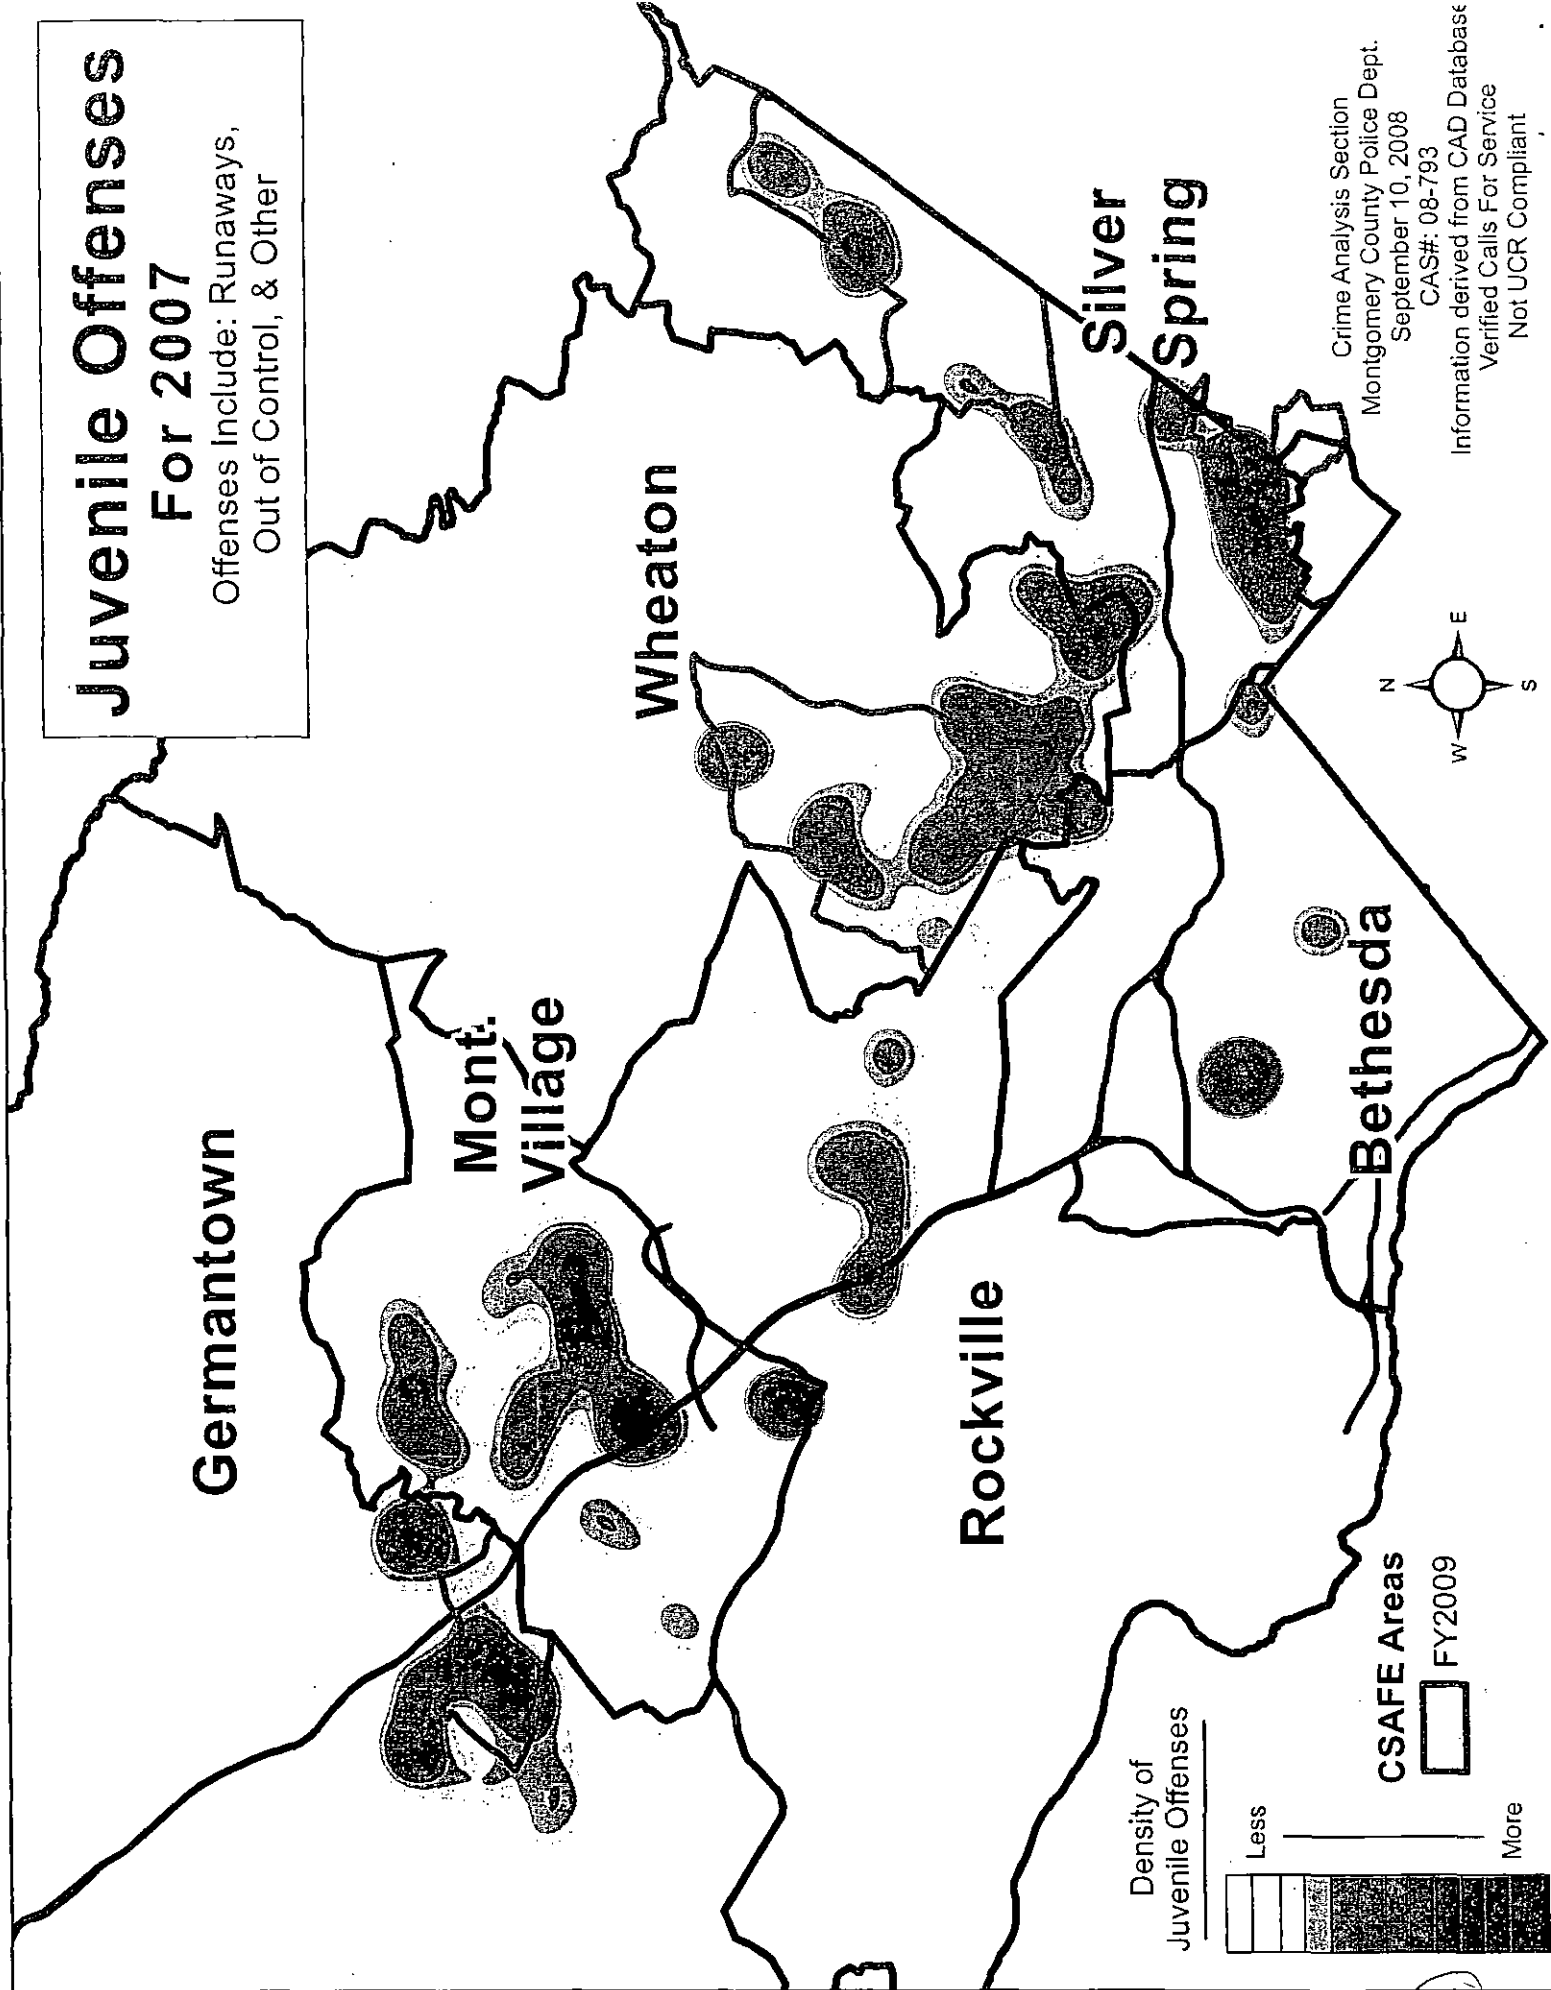 Juvenile Offenses
For 2007
Offenses Include: Runaways,
Out of Control, & Other
Germantown
Mont.
Village
Wheaton
Rockville
Silver
Spring
Bethesda
N
W
E
S
Density of
Juvenile Offenses
Less
More
CSAFE Areas
FY2009
Crime Analysis Section
Montgomery County Police Dept.
September 10, 2008
CAS#: 08-793
Information derived from CAD Database
Verified Calls For Service
Not UCR Compliant